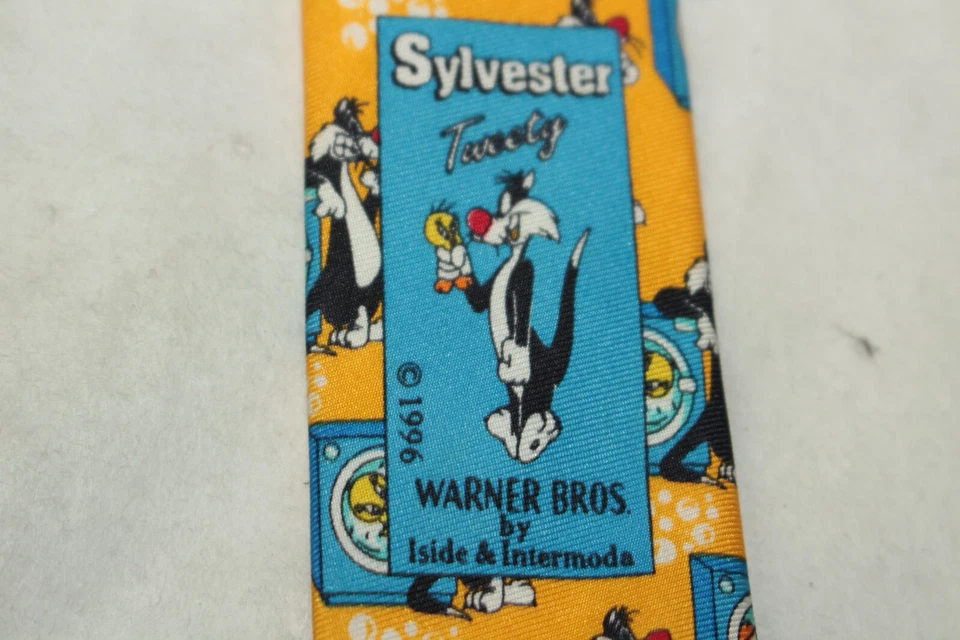 Sylvester
Tweety
© 1996
WARNER BROS.
by
Iside & Intermoda